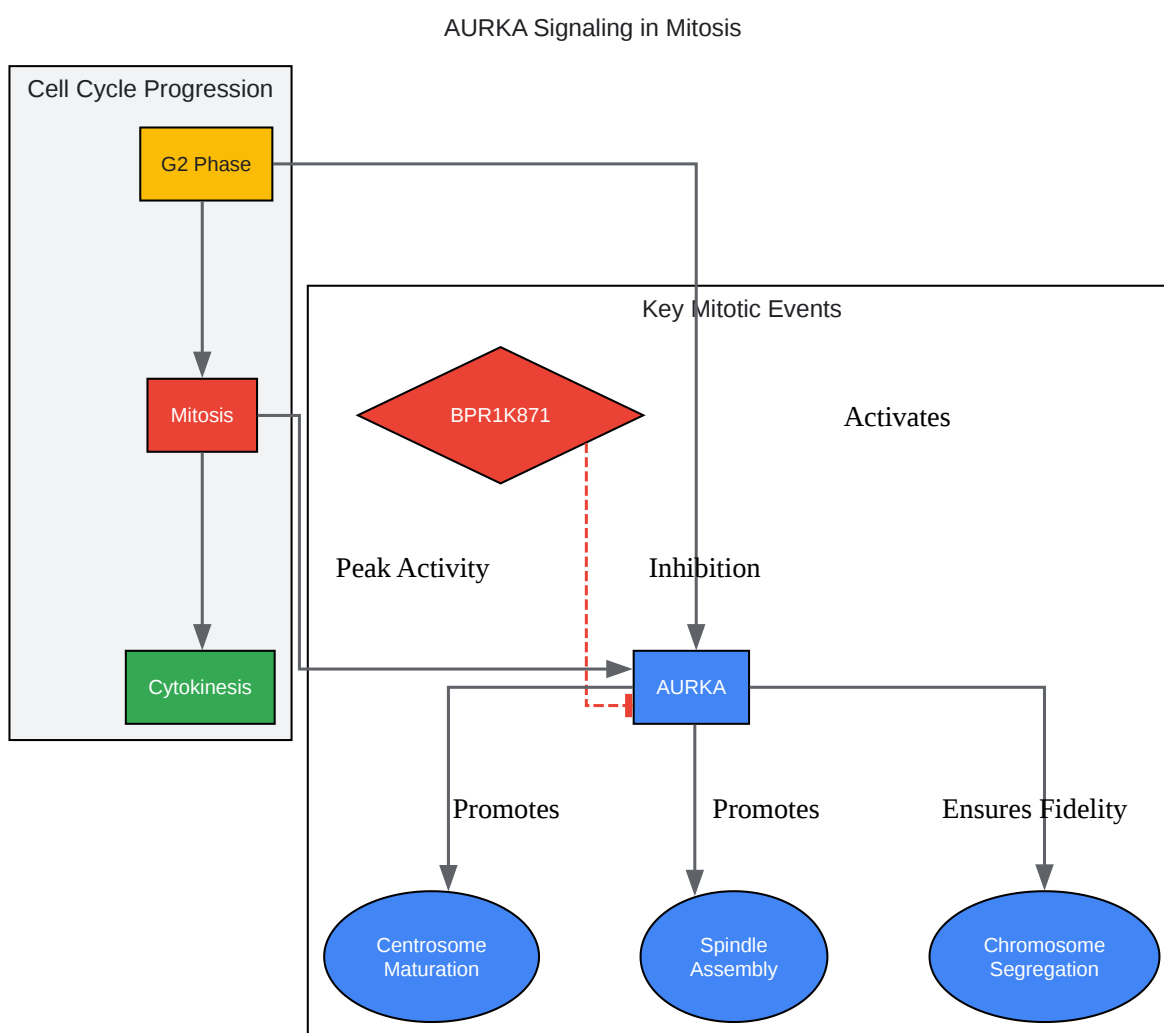 AURKA Signaling in Mitosis
Cell Cycle Progression
G2 Phase
Mitosis
Cytokinesis
Key Mitotic Events
BPR1K871
Activates
Peak Activity
Inhibition
AURKA
Promotes
Promotes
Ensures Fidelity
Centrosome
Maturation
Spindle
Assembly
Chromosome
Segregation